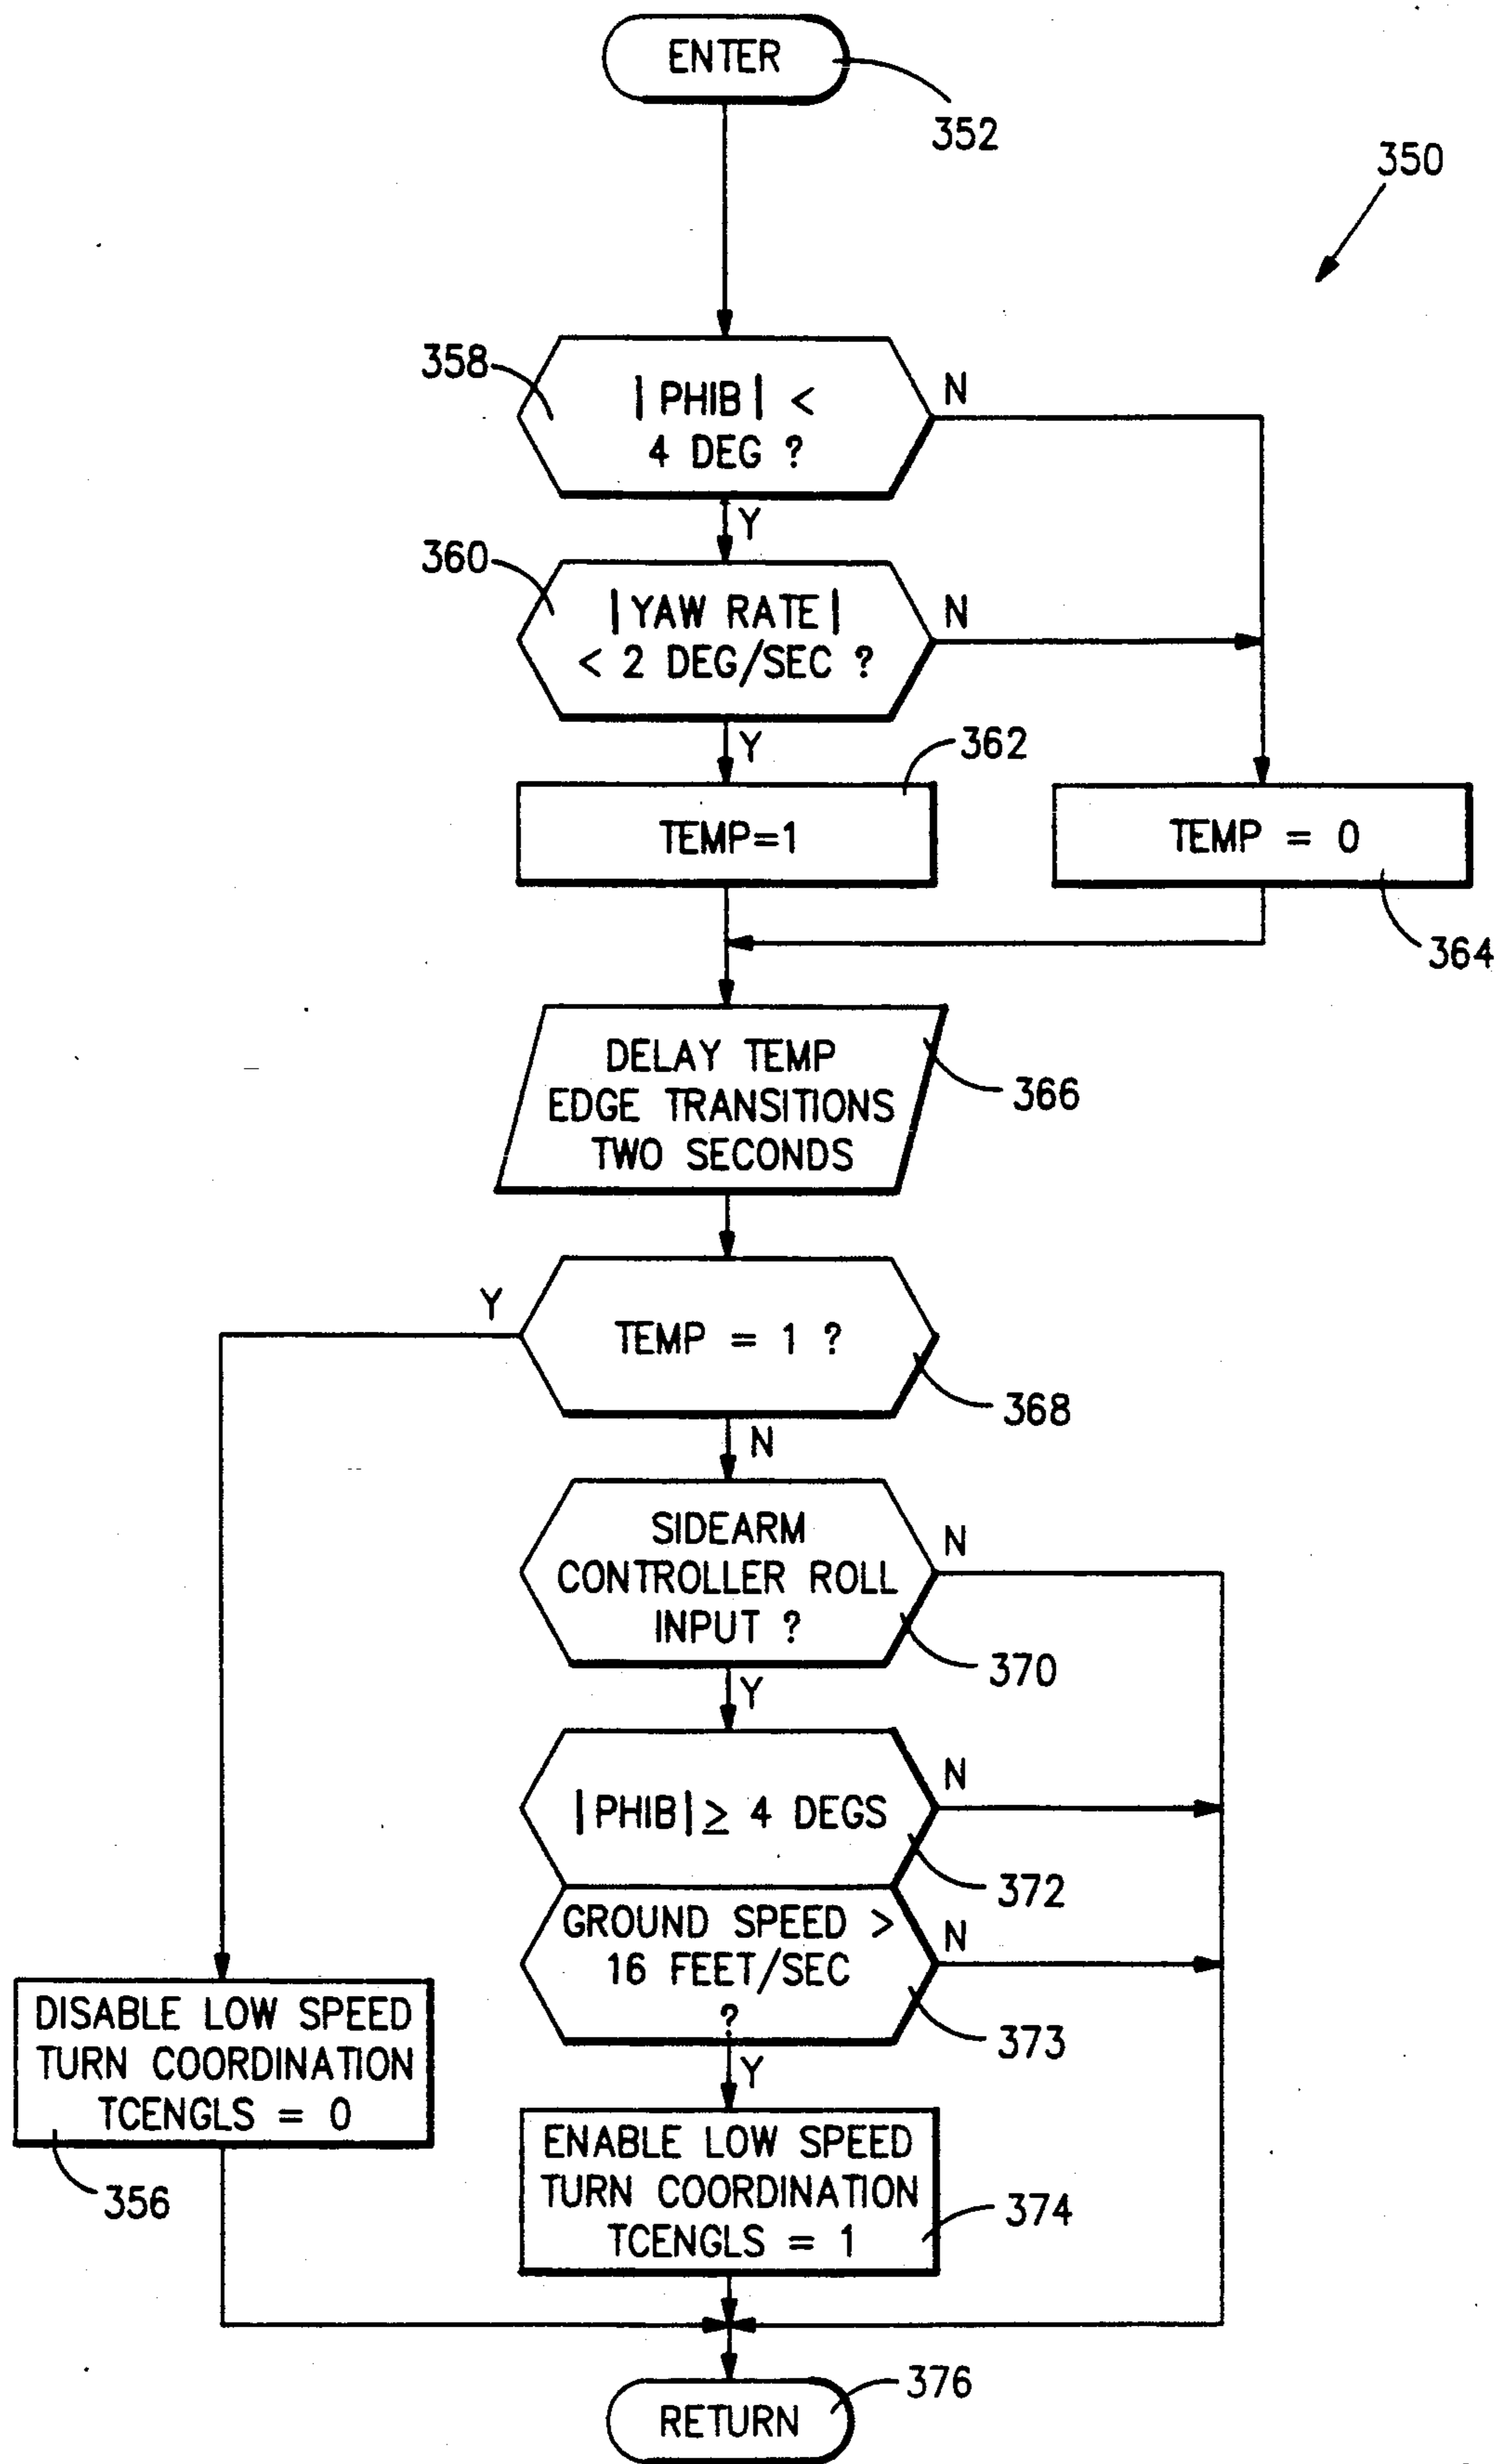 ENTER
352
350
358
| PHIB | <
4 DEG ?
N
Y
360
| YAW RATE |
< 2 DEG/SEC ?
N
Y
362
TEMP=1
TEMP = 0
364
DELAY TEMP
EDGE TRANSITIONS
TWO SECONDS
366
Y
TEMP = 1 ?
368
N
SIDEARM
CONTROLLER ROLL
INPUT ?
N
370
Y
|PHIB| ≥ 4 DEGS
N
372
GROUND SPEED >
16 FEET/SEC
?
N
373
Y
DISABLE LOW SPEED
TURN COORDINATION
TCENGLS = 0
356
ENABLE LOW SPEED
TURN COORDINATION
TCENGLS = 1
374
376
RETURN